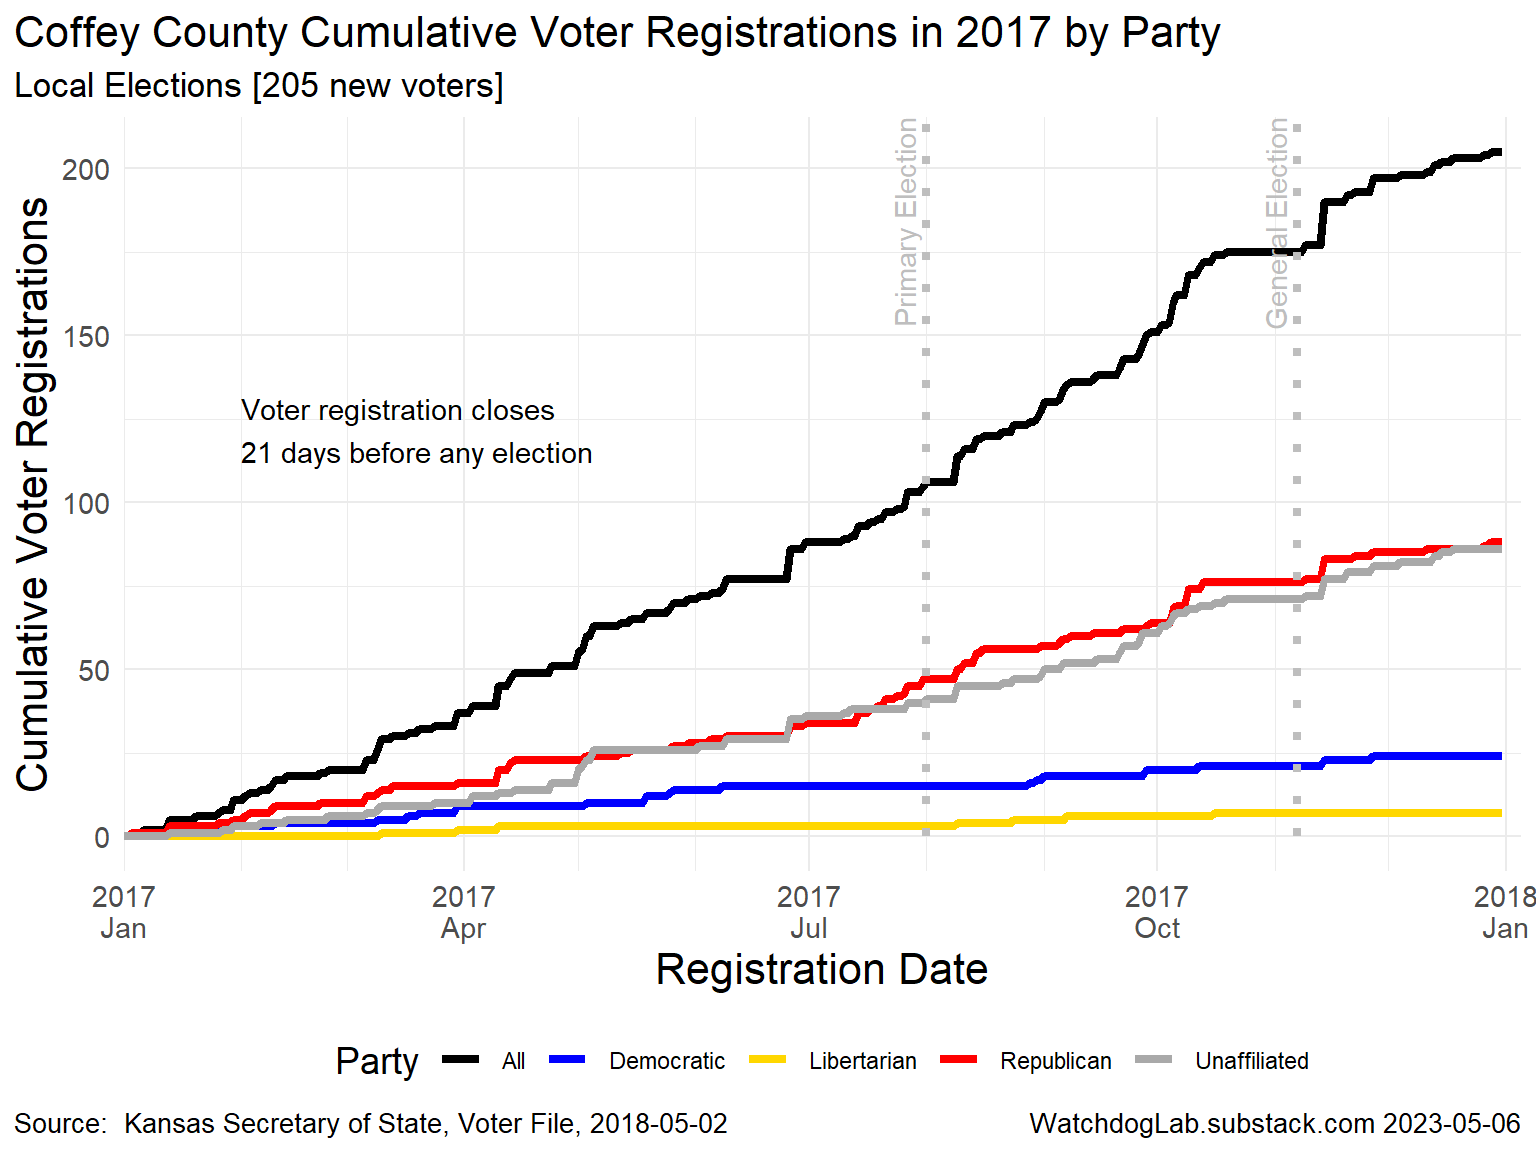 Coffey County Cumulative Voter Registrations in 2017 by Party
Local Elections [205 new voters]
Cumulative Voter Registrations
200
150
100
50
0
Primary Election
General Election
Voter registration closes
21 days before any election
2017 2017 2017 2017 2018
Jan Apr Jul Oct Jan
Registration Date
Party All Democratic Libertarian Republican Unaffiliated
Source:  Kansas Secretary of State, Voter File, 2018-05-02
WatchdogLab.substack.com 2023-05-06